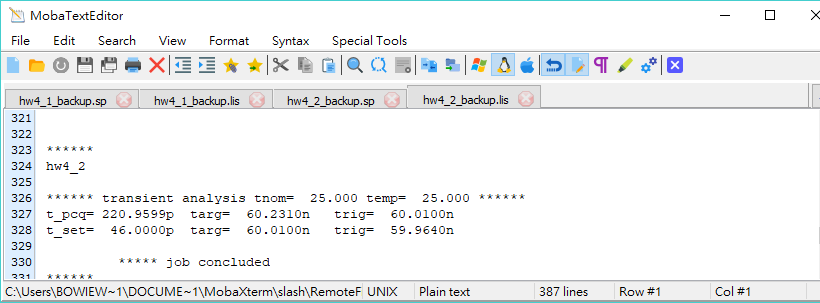 MobaTextEditor
File Edit Search View Format Syntax Special Tools
hw4_1_backup.sp hw4_1_backup.lis hw4_2_backup.sp hw4_2_backup.lis
321
322
323 ******
324 hw4_2
325
326 ****** transient analysis tnom= 25.000 temp= 25.000 ******
327 t_pcq= 220.9599p targ= 60.2310n trig= 60.0100n
328 t_set= 46.0000p targ= 60.0100n trig= 59.9640n
329
330 ***** job concluded
331 ******
C:\Users\BOWIEW~1\DOCUME~1\MobaXterm\slash\RemoteF UNIX Plain text 387 lines Row #1 Col #1